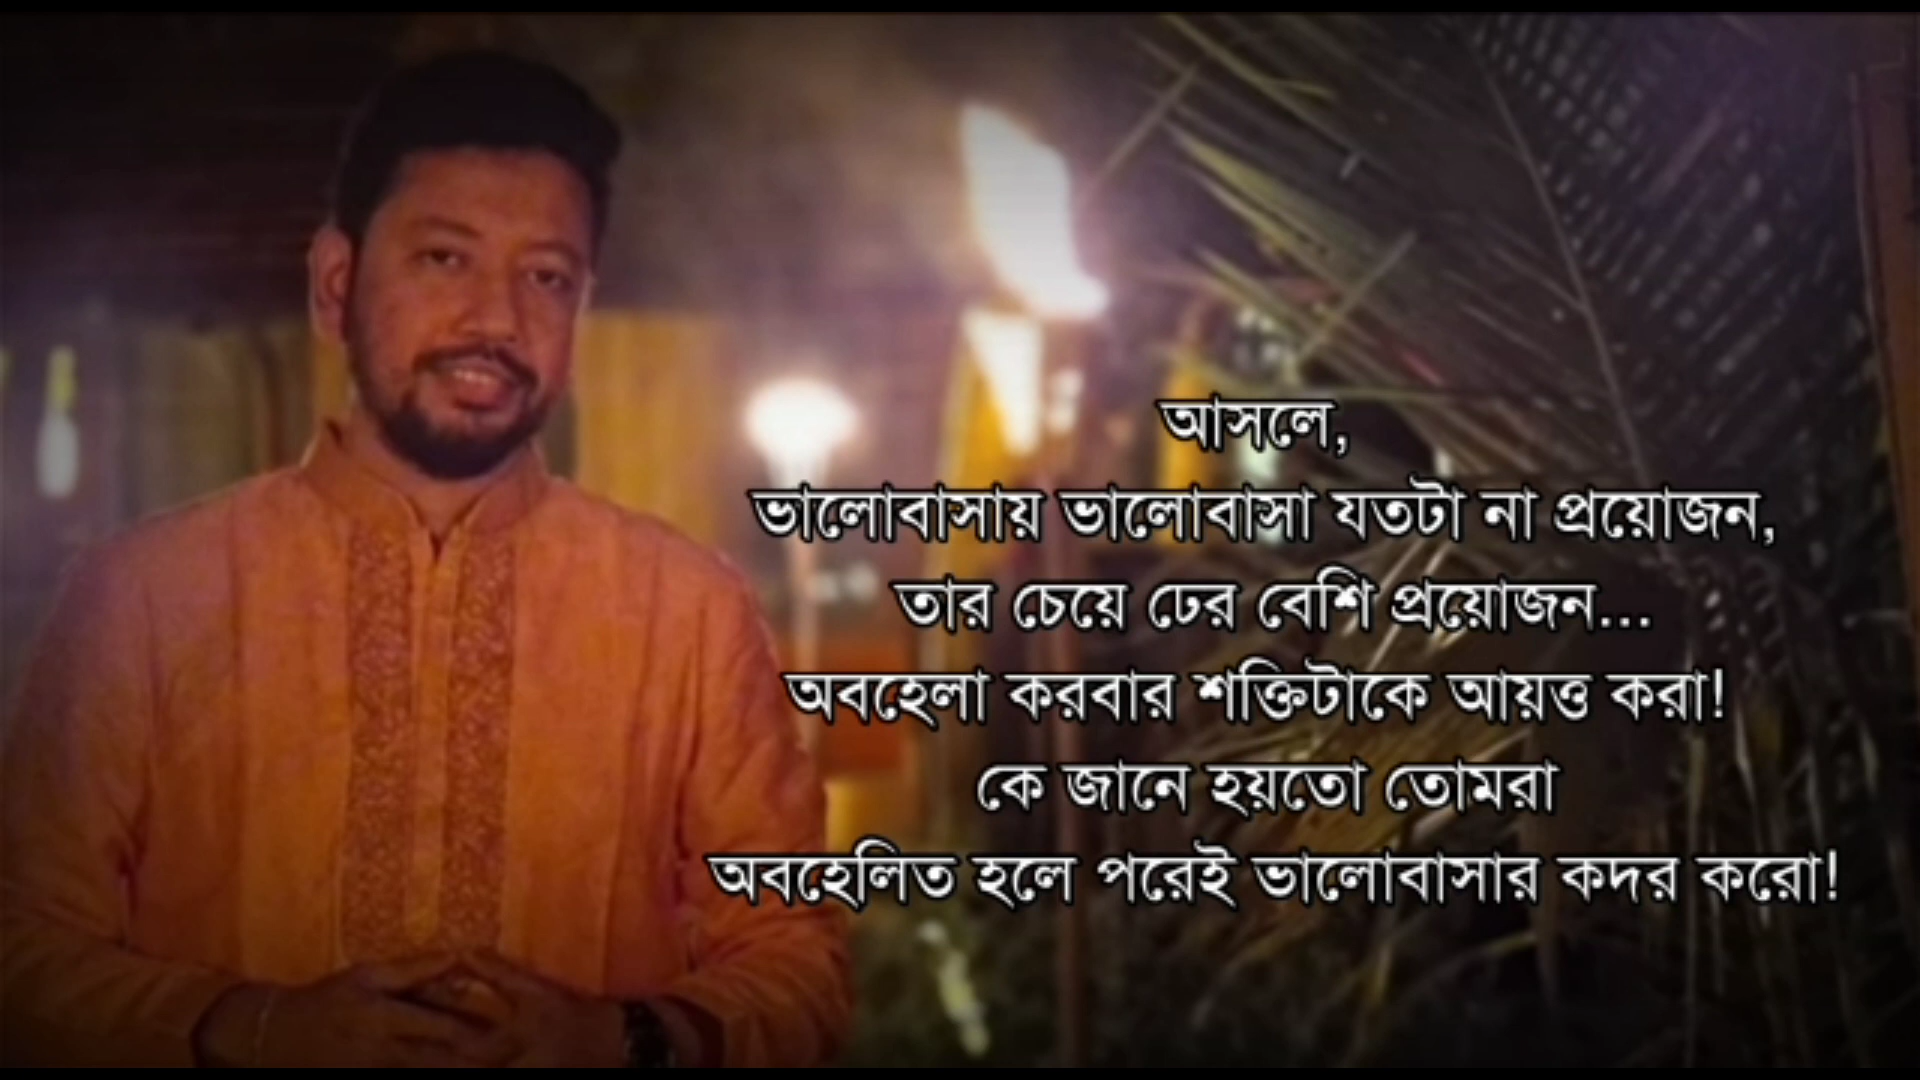 আসলে,
ভালোবাসায় ভালোবাসা যতটা না প্রয়োজন,
তার চেয়ে ঢের বেশি প্রয়োজন...
অবহেলা করবার শক্তিটাকে আয়ত্ত করা!
কে জানে হয়তো তোমরা
অবহেলিত হলে পরেই ভালোবাসার কদর করো!